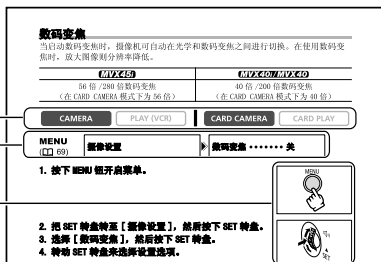 数码变焦
当启动数码变焦时，摄像机可自动在光学和数码变焦之间进行切换。在使用数码变
焦时，放大图像则分辨率降低。
MVX45i
MVX40i/MVX40
56 倍 /280 倍数码变焦
（在 CARD CAMERA 模式下为 56 倍）
40 倍 /200 倍数码变焦
（在 CARD CAMERA 模式下为 40 倍）
CAMERA
PLAY (VCR)
CARD CAMERA
CARD PLAY
MENU
( 69)
摄像设置
数码变焦 ······· 关
1. 按下 MENU 钮开启菜单。
MENU
2. 把 SET 转盘转至 [ 摄像设置 ]，然后按下 SET 转盘。
3. 选择 [ 数码变焦 ]，然后按下 SET 转盘。
4. 转动 SET 转盘来选择设置选项。
SET